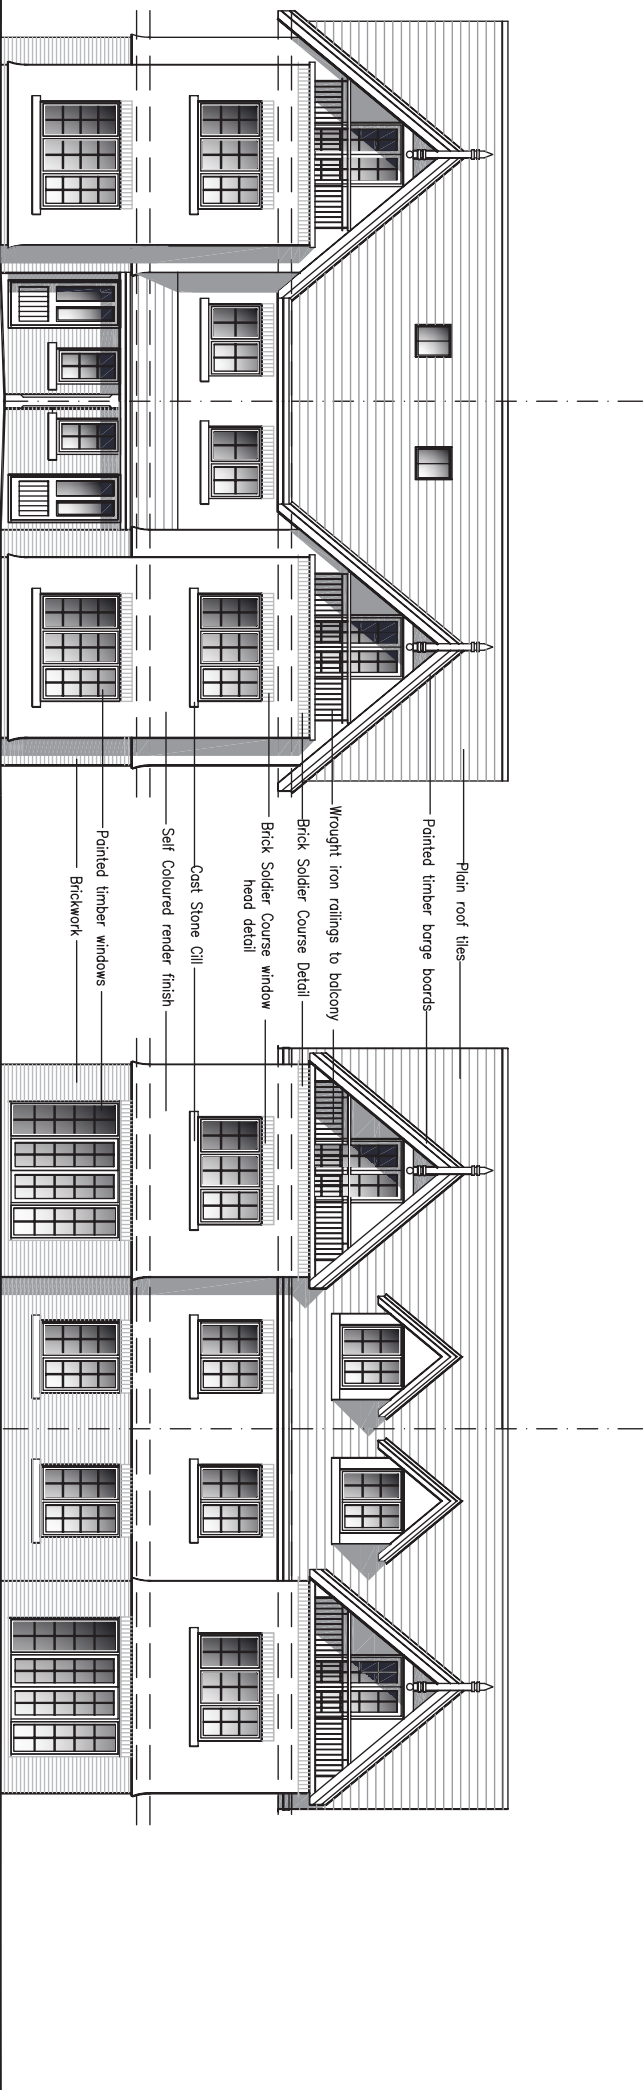 Plain roof tiles
Painted timber barge boards
Wrought iron railings to balcony
Brick Soldier Course Detail
Brick Soldier Course window
head detail
Cast Stone Cill
Self Coloured render finish
Painted timber windows
Brickwork